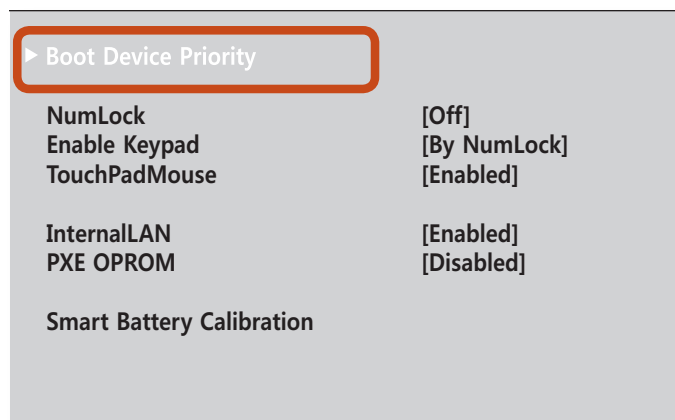 ▶ Boot Device Priority
NumLock [Off]
Enable Keypad [By NumLock]
TouchPadMouse [Enabled]
InternalLAN [Enabled]
PXE OPROM [Disabled]
Smart Battery Calibration